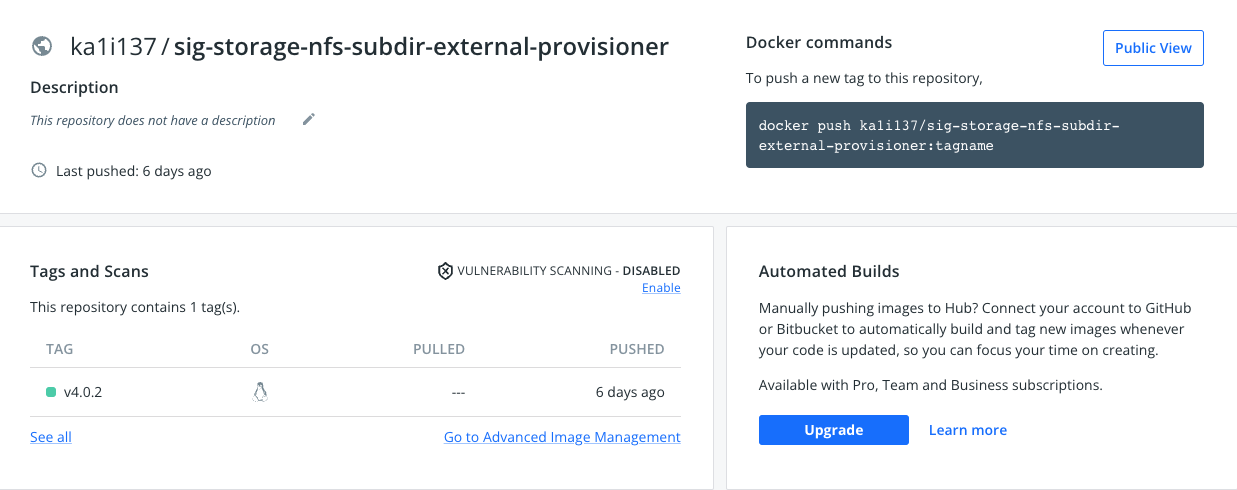 ka1i137 / sig-storage-nfs-subdir-external-provisioner
Description
This repository does not have a description
Last pushed: 6 days ago
Docker commands
Public View
To push a new tag to this repository,
docker push ka1i137/sig-storage-nfs-subdir-
external-provisioner:tagname
Tags and Scans
VULNERABILITY SCANNING - DISABLED
Enable
This repository contains 1 tag(s).
TAG OS PULLED PUSHED
v4.0.2 --- 6 days ago
See all Go to Advanced Image Management
Automated Builds
Manually pushing images to Hub? Connect your account to GitHub
or Bitbucket to automatically build and tag new images whenever
your code is updated, so you can focus your time on creating.
Available with Pro, Team and Business subscriptions.
Upgrade Learn more